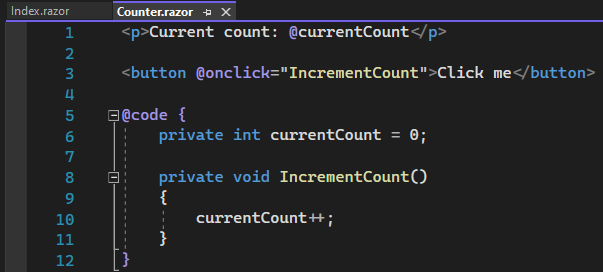 Index.razor Counter.razor
1 <p>Current count: @currentCount</p>
2
3 <button @onclick="IncrementCount">Click me</button>
4
5 @code {
6     private int currentCount = 0;
7
8     private void IncrementCount()
9     {
10         currentCount++;
11     }
12 }